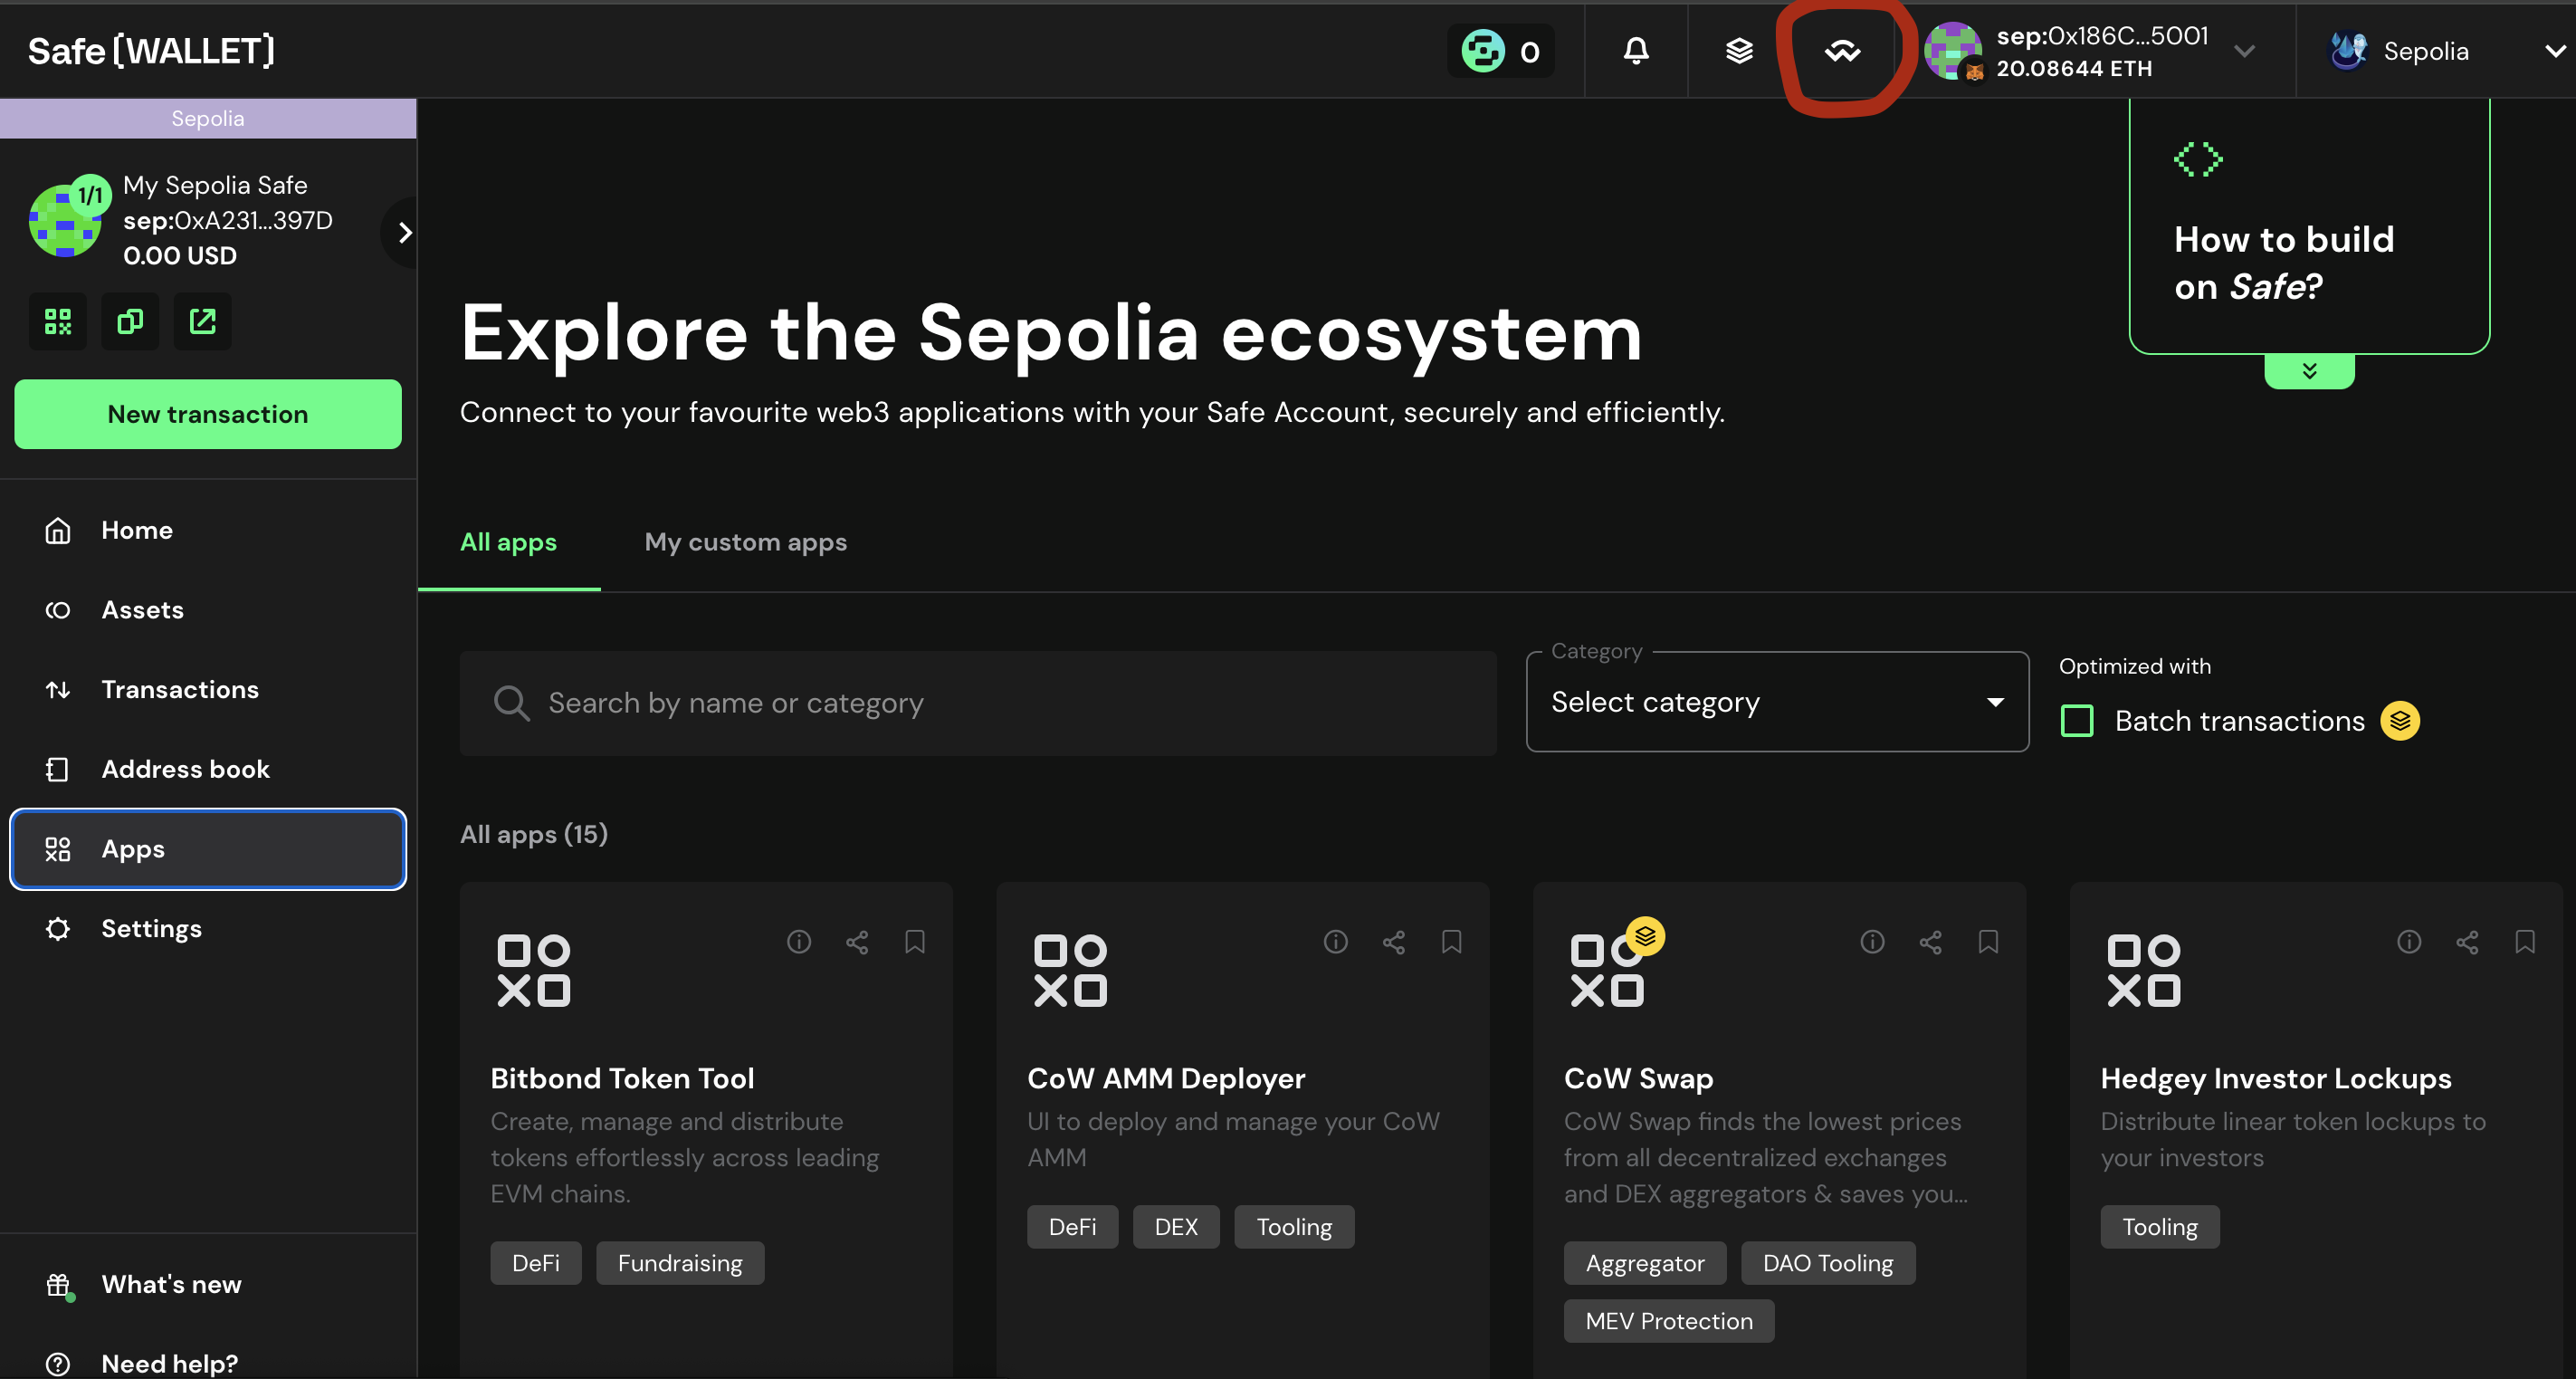 Safe{WALLET}
0
sep:0x186C...5001
20.08644 ETH
Sepolia
Sepolia
1/1
My Sepolia Safe
sep:0xA231...397D
0.00 USD
New transaction
Home
Assets
Transactions
Address book
Apps
Settings
What's new
Need help?
How to build
on Safe?
Explore the Sepolia ecosystem
Connect to your favourite web3 applications with your Safe Account, securely and efficiently.
All apps
My custom apps
Search by name or category
Category
Select category
Optimized with
Batch transactions
All apps (15)
Bitbond Token Tool
Create, manage and distribute
tokens effortlessly across leading
EVM chains.
DeFi
Fundraising
CoW AMM Deployer
UI to deploy and manage your CoW
AMM
DeFi
DEX
Tooling
CoW Swap
CoW Swap finds the lowest prices
from all decentralized exchanges
and DEX aggregators & saves you...
Aggregator
DAO Tooling
MEV Protection
Hedgey Investor Lockups
Distribute linear token lockups to
your investors
Tooling